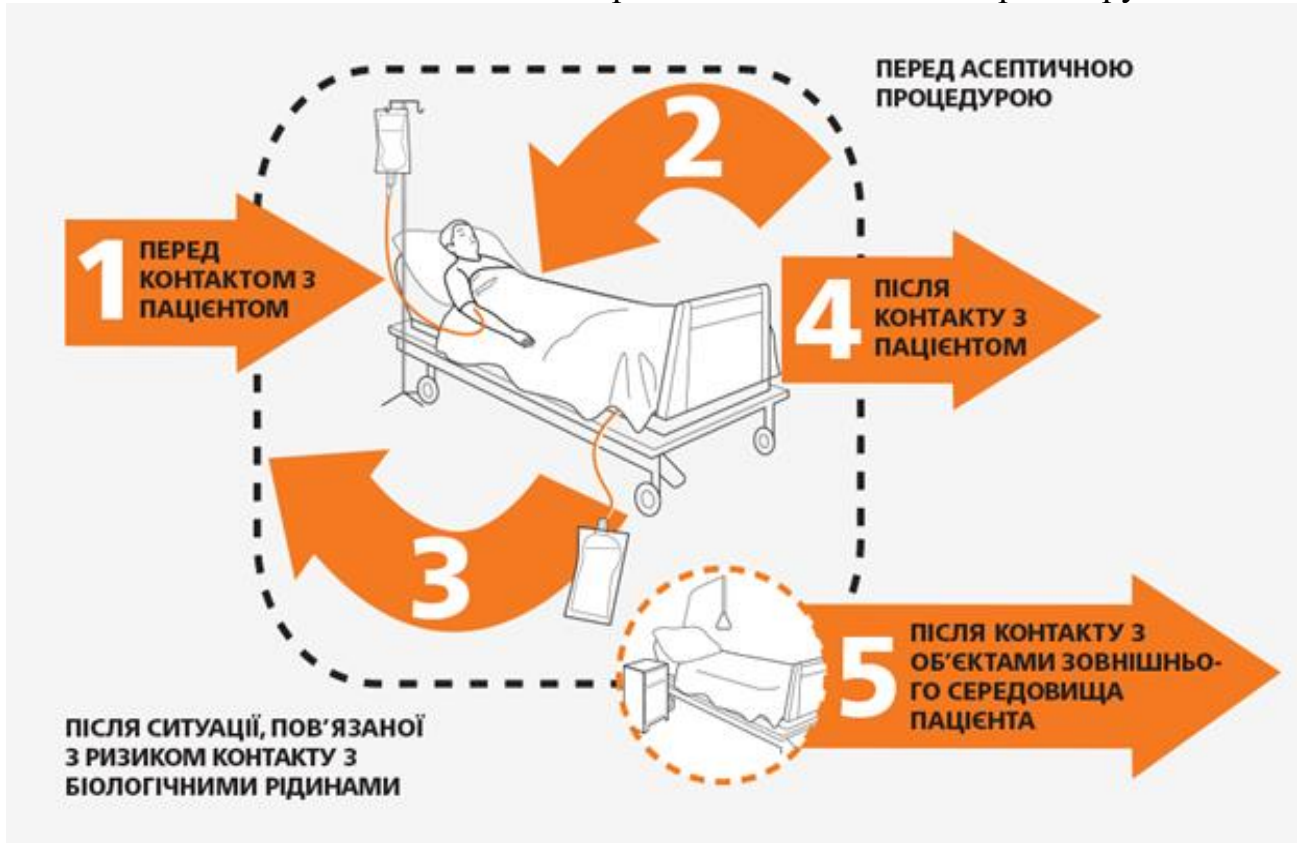 1
ПЕРЕД
КОНТАКТОМ З
ПАЦІЄНТОМ
2
ПЕРЕД АСЕПТИЧНОЮ
ПРОЦЕДУРОЮ
3
ПІСЛЯ СИТУАЦІЇ, ПОВ’ЯЗАНОЇ
З РИЗИКОМ КОНТАКТУ З
БІОЛОГІЧНИМИ РІДИНАМИ
4
ПІСЛЯ
КОНТАКТУ З
ПАЦІЄНТОМ
5
ПІСЛЯ КОНТАКТУ З
ОБ’ЄКТАМИ ЗОВНІШНЬО-
ГО СЕРЕДОВИЩА
ПАЦІЄНТА